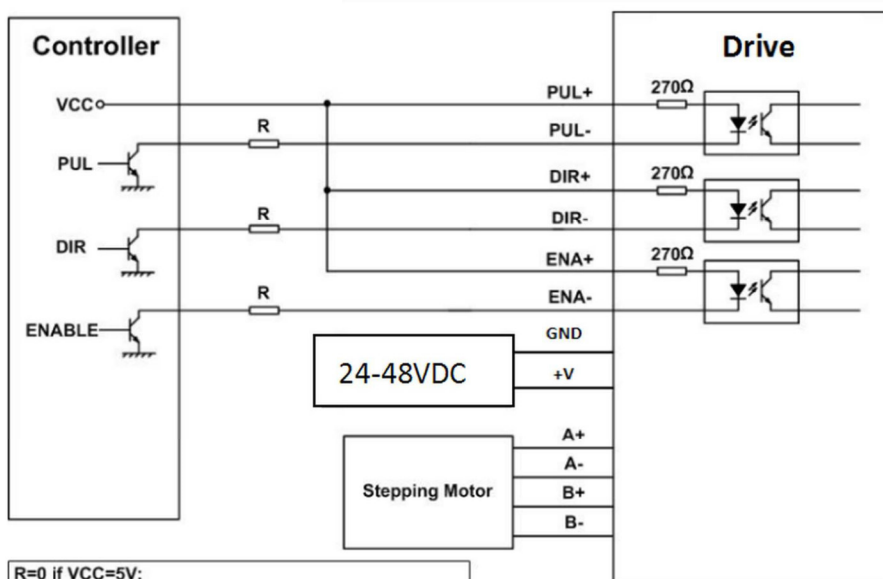 Controller
Drive
VCC
PUL+
270Ω
R
PUL-
PUL
DIR+
270Ω
R
DIR-
DIR
ENA+
270Ω
R
ENA-
ENABLE
GND
24-48VDC
+V
A+
A-
Stepping Motor
B+
B-
R=0 if VCC=5V;